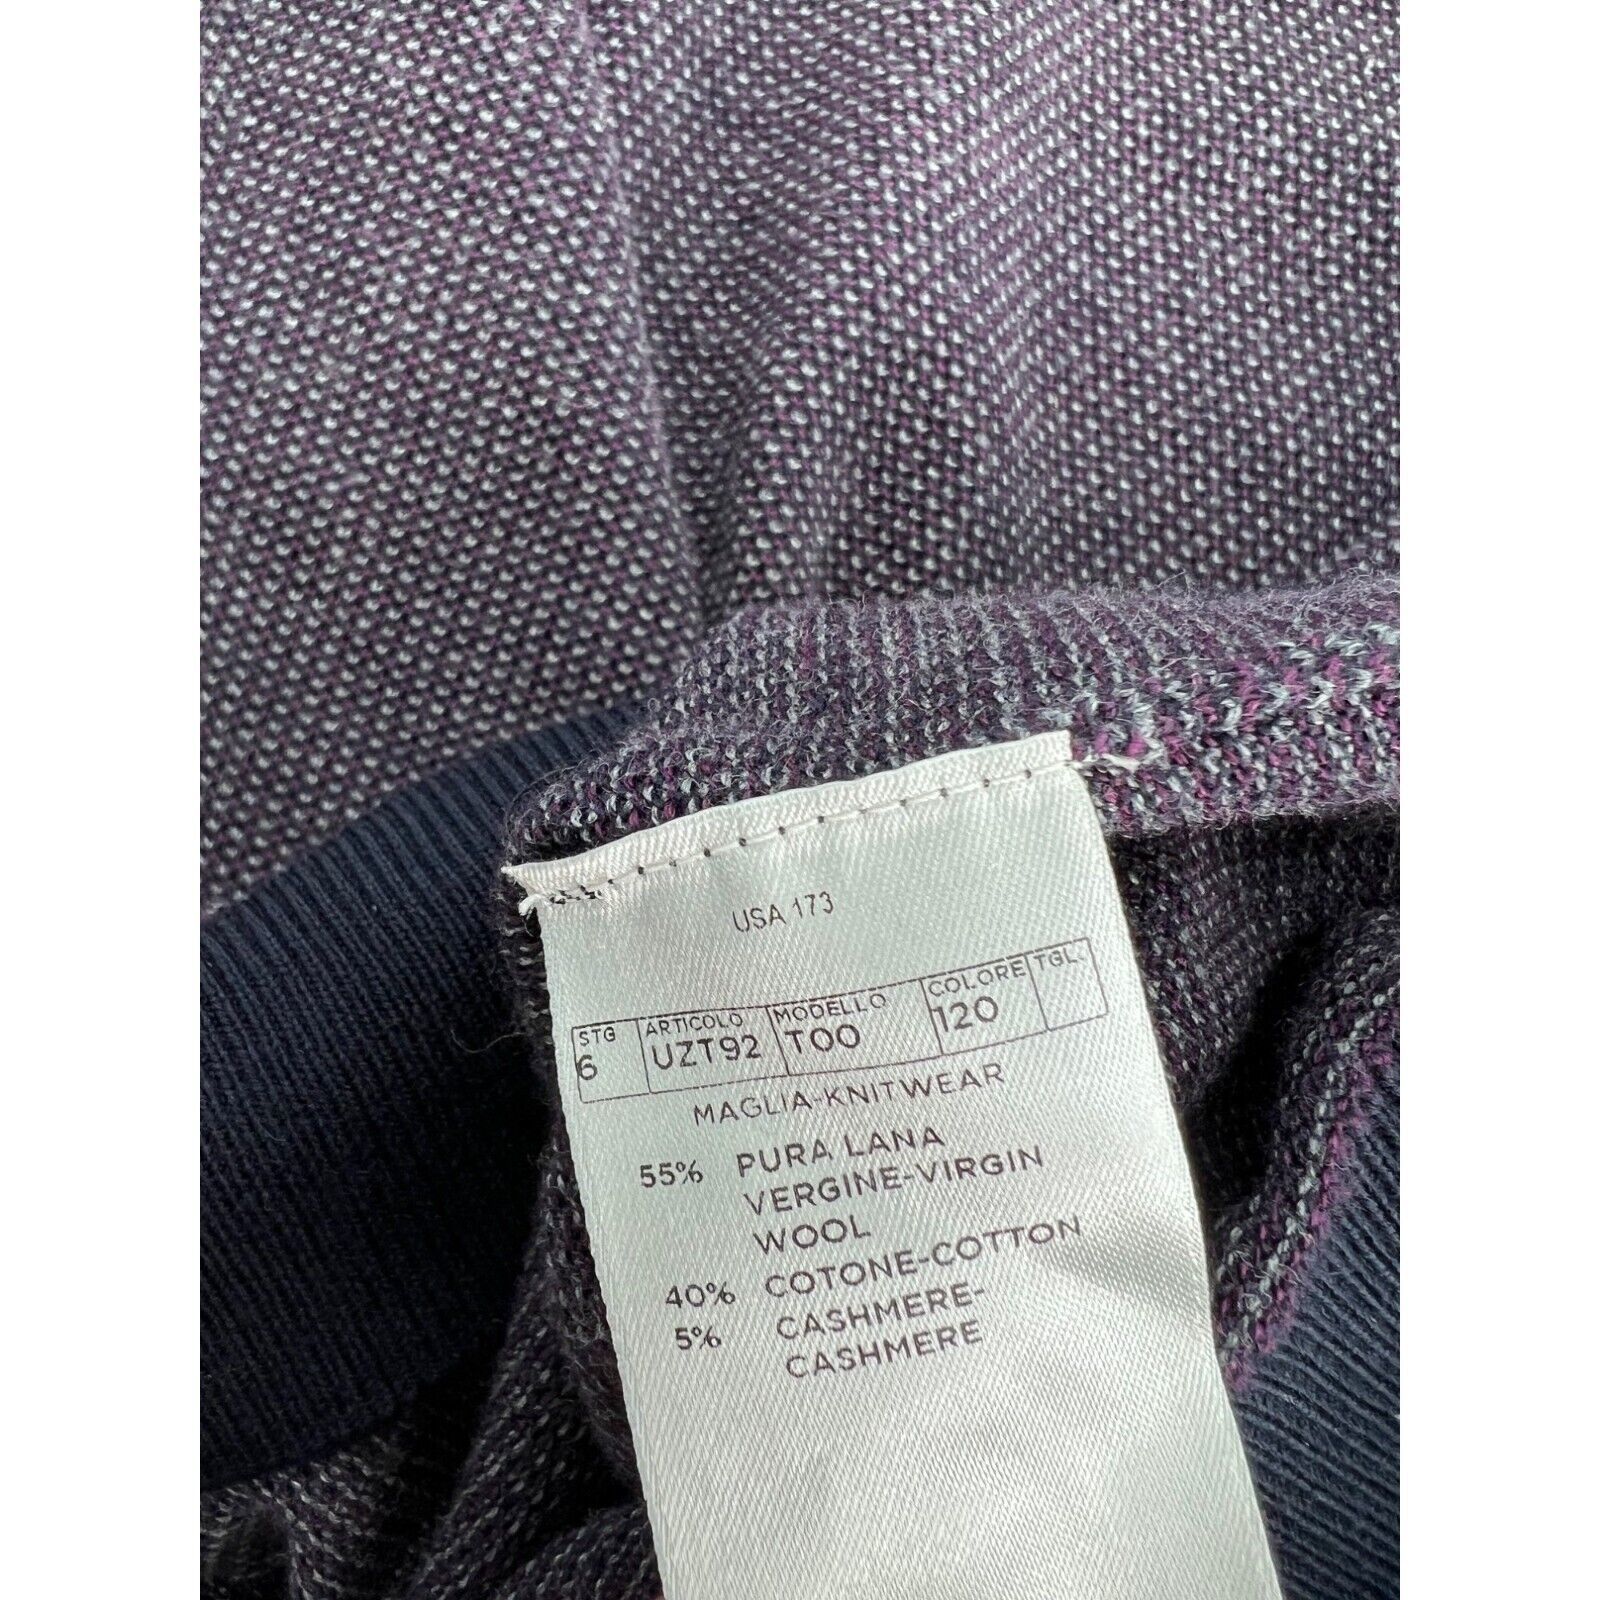 USA 173
STG ARTICOLO MODELLO COLORE TGL.
6 UZT92 TOO 120
MAGLIA-KNITWEAR
55% PURA LANA
VERGINE-VIRGIN
WOOL
40% COTONE-COTTON
5% CASHMERE-
CASHMERE